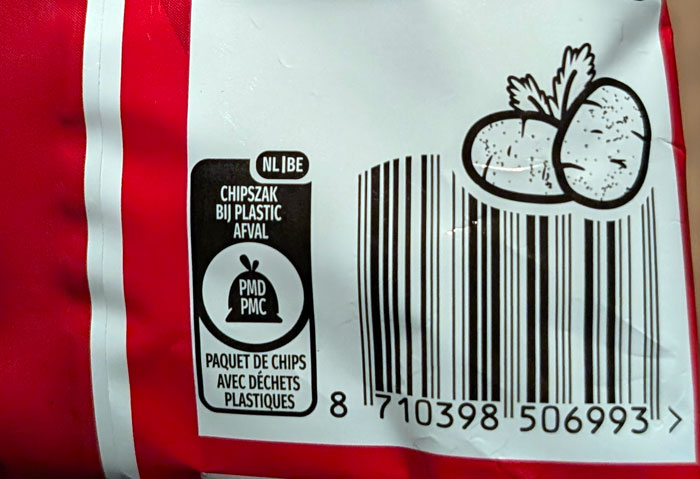 NL|BE
CHIPSZAK
BIJ PLASTIC
AFVAL
PMD
PMC
PAQUET DE CHIPS
AVEC DÉCHETS
PLASTIQUES
8 710398 506993 >